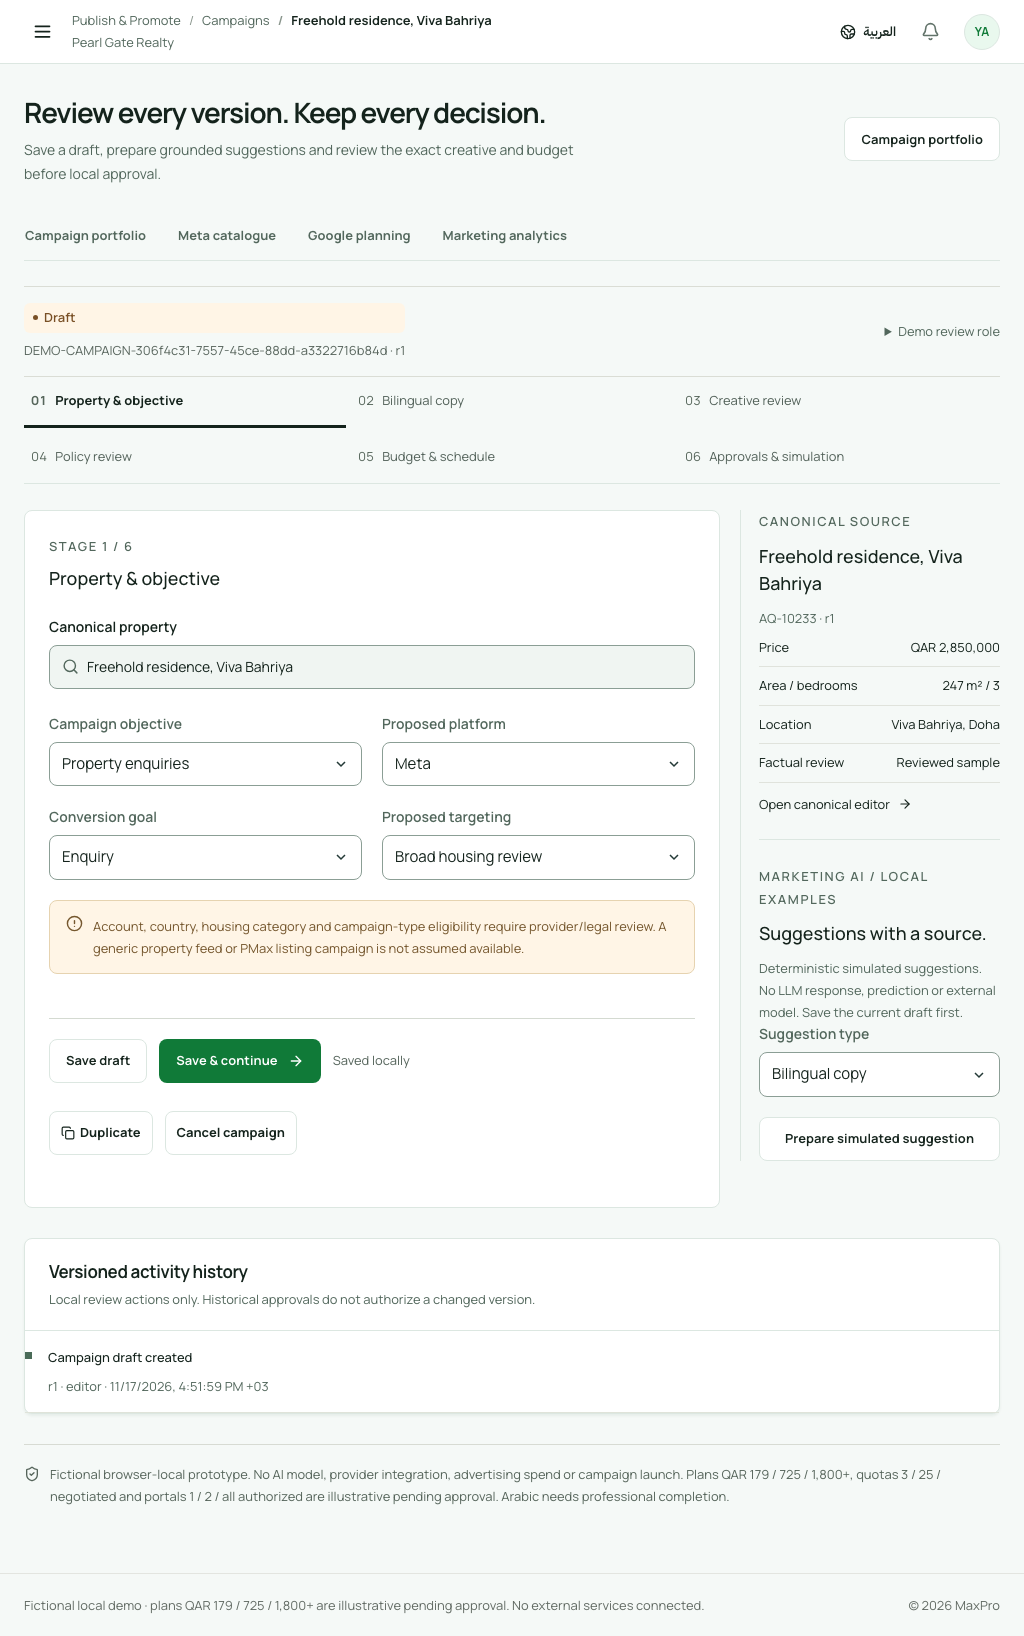 Publish & Promote / Campaigns / Freehold residence, Viva Bahriya
Pearl Gate Realty
العربية
YA
Review every version. Keep every decision.
Save a draft, prepare grounded suggestions and review the exact creative and budget
before local approval.
Campaign portfolio
Campaign portfolio
Meta catalogue
Google planning
Marketing analytics
Draft
DEMO-CAMPAIGN-306f4c31-7557-45ce-88dd-a3322716b84d · r1
Demo review role
01 Property & objective
02 Bilingual copy
03 Creative review
04 Policy review
05 Budget & schedule
06 Approvals & simulation
STAGE 1 / 6
Property & objective
Canonical property
Freehold residence, Viva Bahriya
Campaign objective
Proposed platform
Property enquiries
Meta
Conversion goal
Proposed targeting
Enquiry
Broad housing review
Account, country, housing category and campaign-type eligibility require provider/legal review. A
generic property feed or PMax listing campaign is not assumed available.
Save draft
Save & continue
Saved locally
Duplicate
Cancel campaign
CANONICAL SOURCE
Freehold residence, Viva
Bahriya
AQ-10233 · r1
Price QAR 2,850,000
Area / bedrooms 247 m² / 3
Location Viva Bahriya, Doha
Factual review Reviewed sample
Open canonical editor
MARKETING AI / LOCAL
EXAMPLES
Suggestions with a source.
Deterministic simulated suggestions.
No LLM response, prediction or external
model. Save the current draft first.
Suggestion type
Bilingual copy
Prepare simulated suggestion
Versioned activity history
Local review actions only. Historical approvals do not authorize a changed version.
Campaign draft created
r1 · editor · 11/17/2026, 4:51:59 PM +03
Fictional browser-local prototype. No AI model, provider integration, advertising spend or campaign launch. Plans QAR 179 / 725 / 1,800+, quotas 3 / 25 /
negotiated and portals 1 / 2 / all authorized are illustrative pending approval. Arabic needs professional completion.
Fictional local demo · plans QAR 179 / 725 / 1,800+ are illustrative pending approval. No external services connected.
© 2026 MaxPro